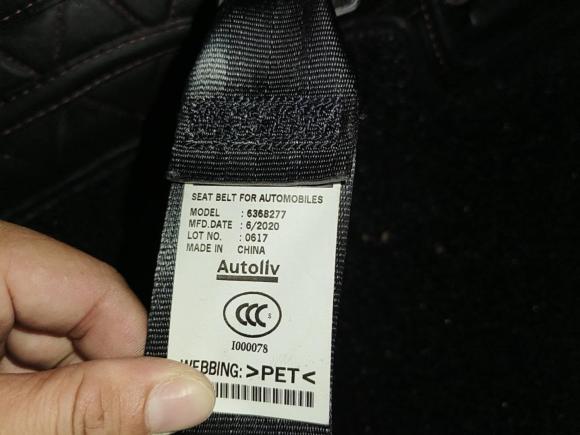 SEAT BELT FOR AUTOMOBILES
MODEL : 6368277
MFD.DATE : 6/2020
LOT NO. : 0617
MADE IN CHINA
Autoliv
CCC S
I000078
WEBBING: >PET<